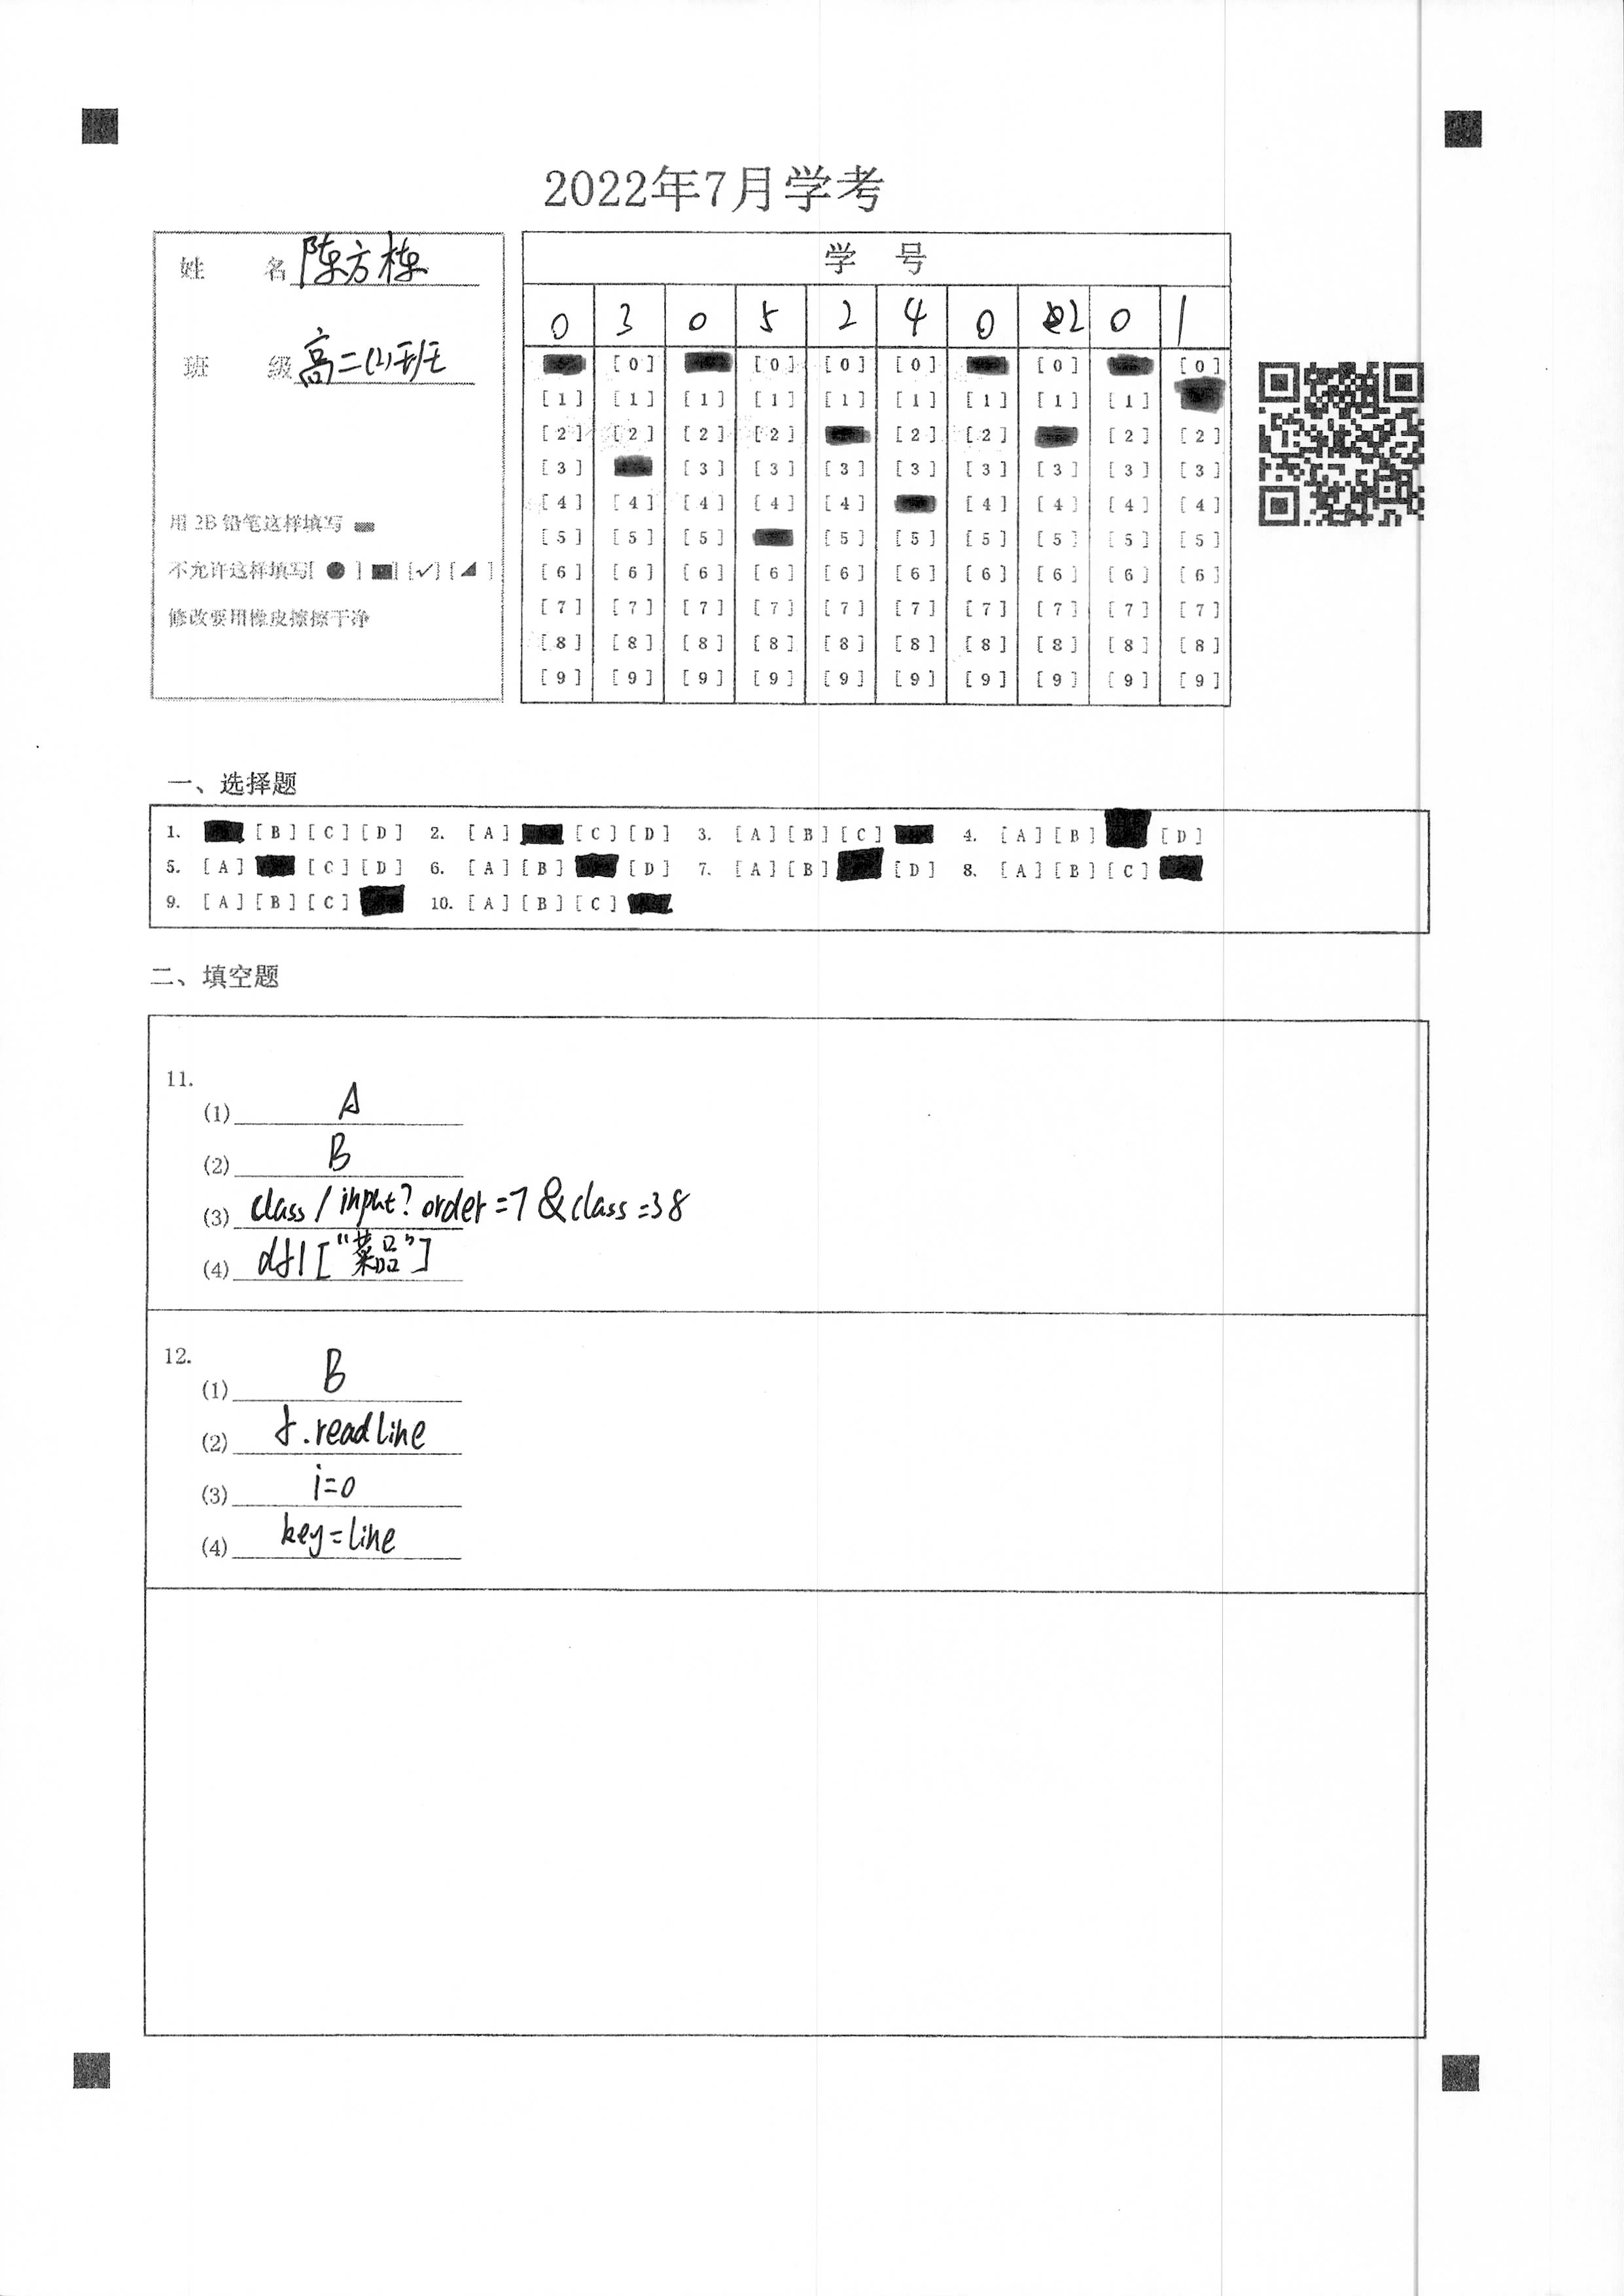 2022年7月学考
姓 名 陈方栋
班 级 高二(2)班
用2B铅笔这样填写
不允许这样填写[ ● ] [■] [✓] [◢ ]
修改要用橡皮擦擦干净
学 号
0 3 0 5 2 4 0 2 0 1
[0] [0] [0] [0] [0] [0]
[1] [1] [1] [1] [1] [1] [1] [1] [1]
[2] [2] [2] [2] [2] [2] [2] [2]
[3] [3] [3] [3] [3] [3] [3] [3] [3]
[4] [4] [4] [4] [4] [4] [4] [4] [4]
[5] [5] [5] [5] [5] [5] [5] [5] [5]
[6] [6] [6] [6] [6] [6] [6] [6] [6] [6]
[7] [7] [7] [7] [7] [7] [7] [7] [7] [7]
[8] [8] [8] [8] [8] [8] [8] [8] [8] [8]
[9] [9] [9] [9] [9] [9] [9] [9] [9] [9]
一、选择题
1. [B] [C] [D] 2. [A] [C] [D] 3. [A] [B] [C] 4. [A] [B] [D]
5. [A] [C] [D] 6. [A] [B] [D] 7. [A] [B] [D] 8. [A] [B] [C]
9. [A] [B] [C] 10. [A] [B] [C]
二、填空题
11.
(1) A
(2) B
(3) class/input?order=7&class=38
(4) df1["菜品"]
12.
(1) B
(2) f.readline
(3) i=0
(4) key=line